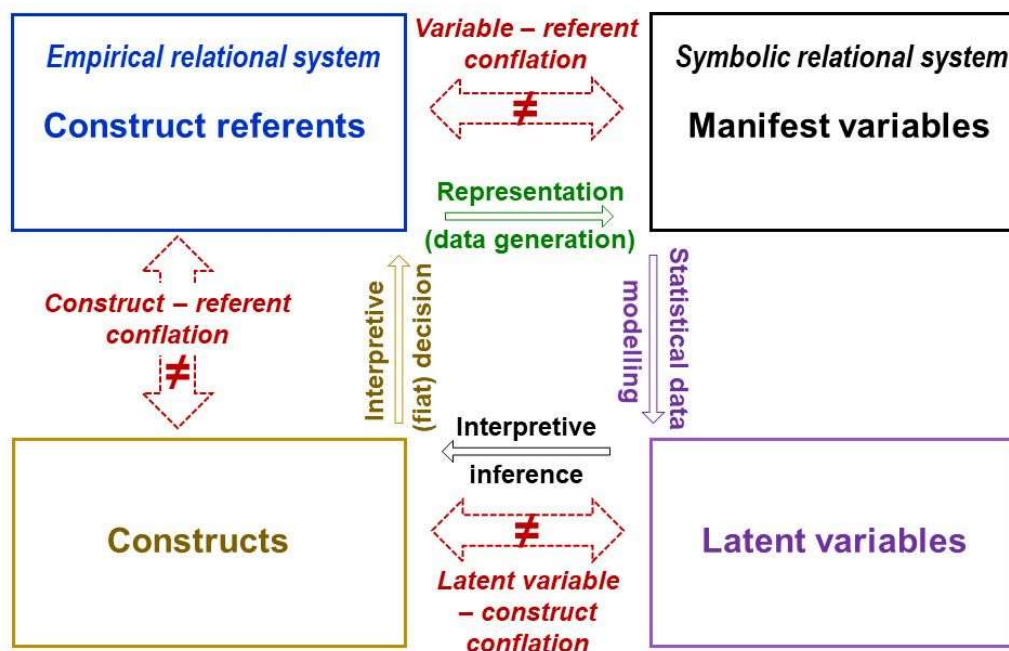 Empirical relational system
Construct referents
Variable – referent
conflation
≠
Symbolic relational system
Manifest variables
Representation
(data generation)
Construct – referent
conflation
≠
Interpretive
(fiat) decision
Statistical data
modelling
Interpretive
inference
Constructs
≠
Latent variable
– construct
conflation
Latent variables